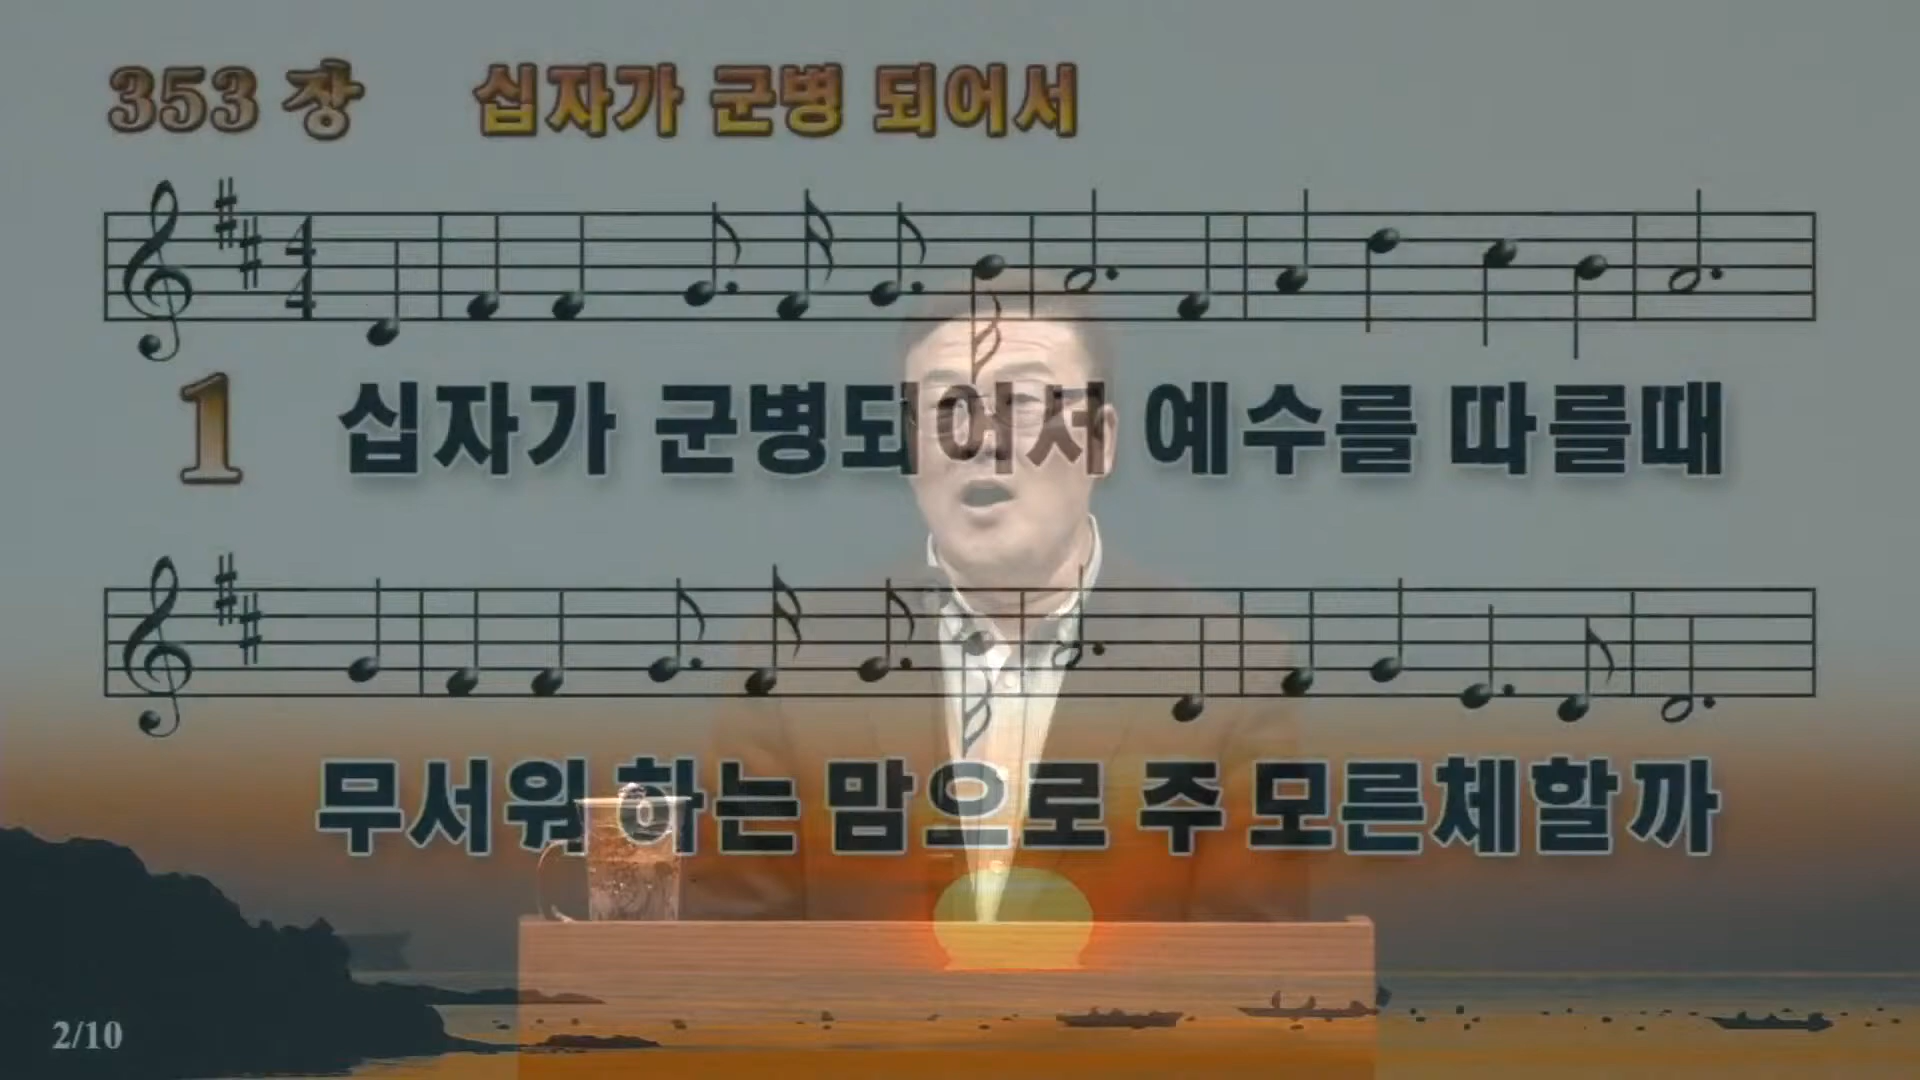 353 장 십자가 군병 되어서
1 십자가 군병되어서 예수를 따를때
무서워 하는 맘으로 주 모른체할까
2/10